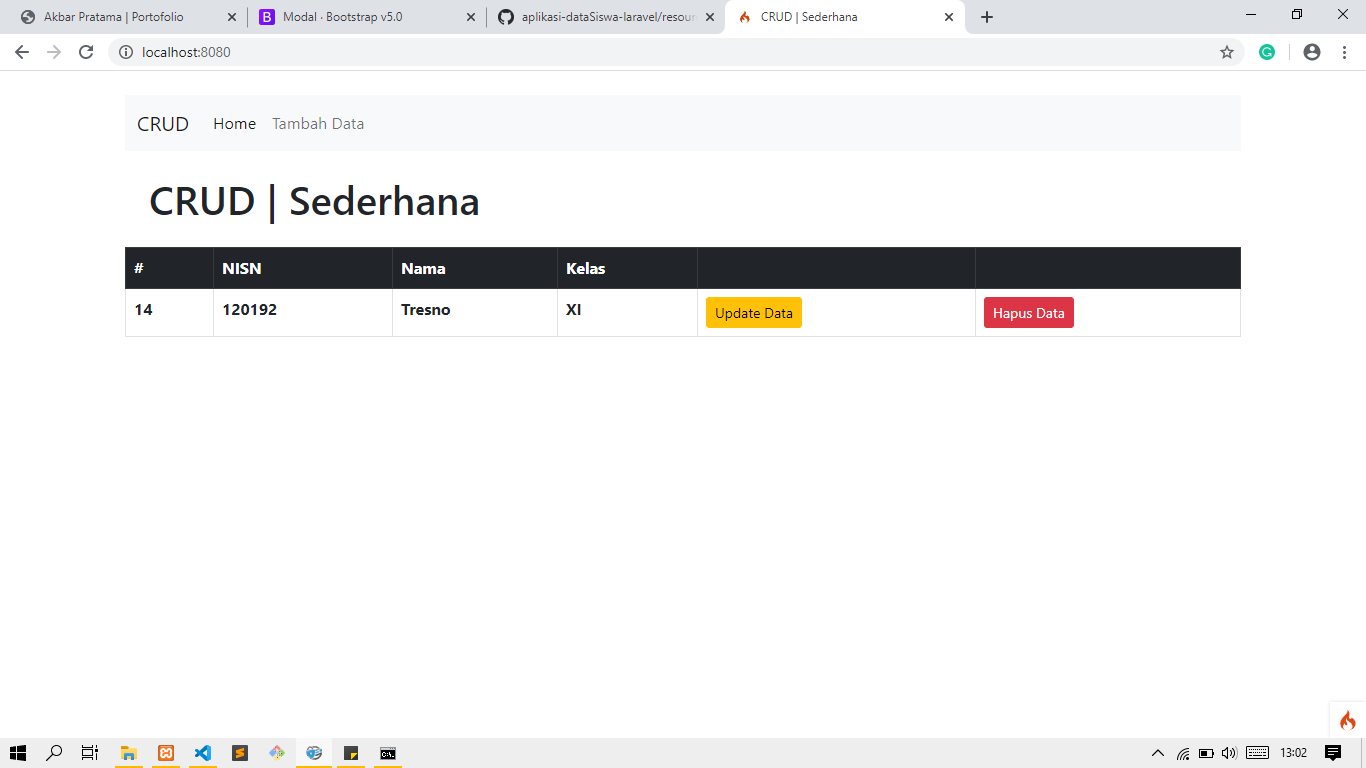 Akbar Pratama | Portofolio
Modal · Bootstrap v5.0
aplikasi-dataSiswa-laravel/resour
CRUD | Sederhana
localhost:8080
CRUD Home Tambah Data
CRUD | Sederhana
# NISN Nama Kelas
14 120192 Tresno XI Update Data Hapus Data
13:02